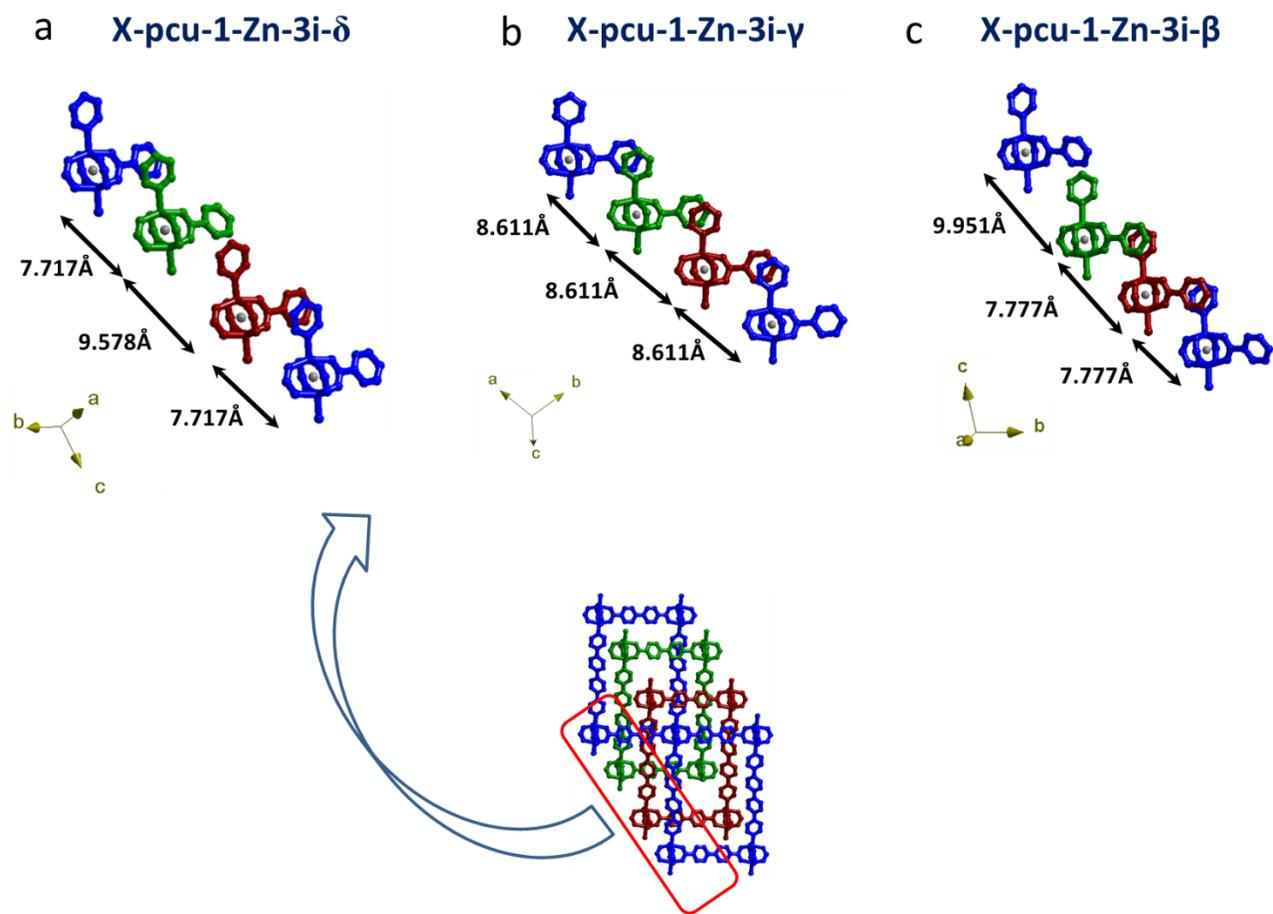 a X-pcu-1-Zn-3i-δ
b X-pcu-1-Zn-3i-γ
c X-pcu-1-Zn-3i-β
7.717Å
9.578Å
7.717Å
b
a
c
8.611Å
8.611Å
8.611Å
a
b
c
9.951Å
7.777Å
7.777Å
c
b
a